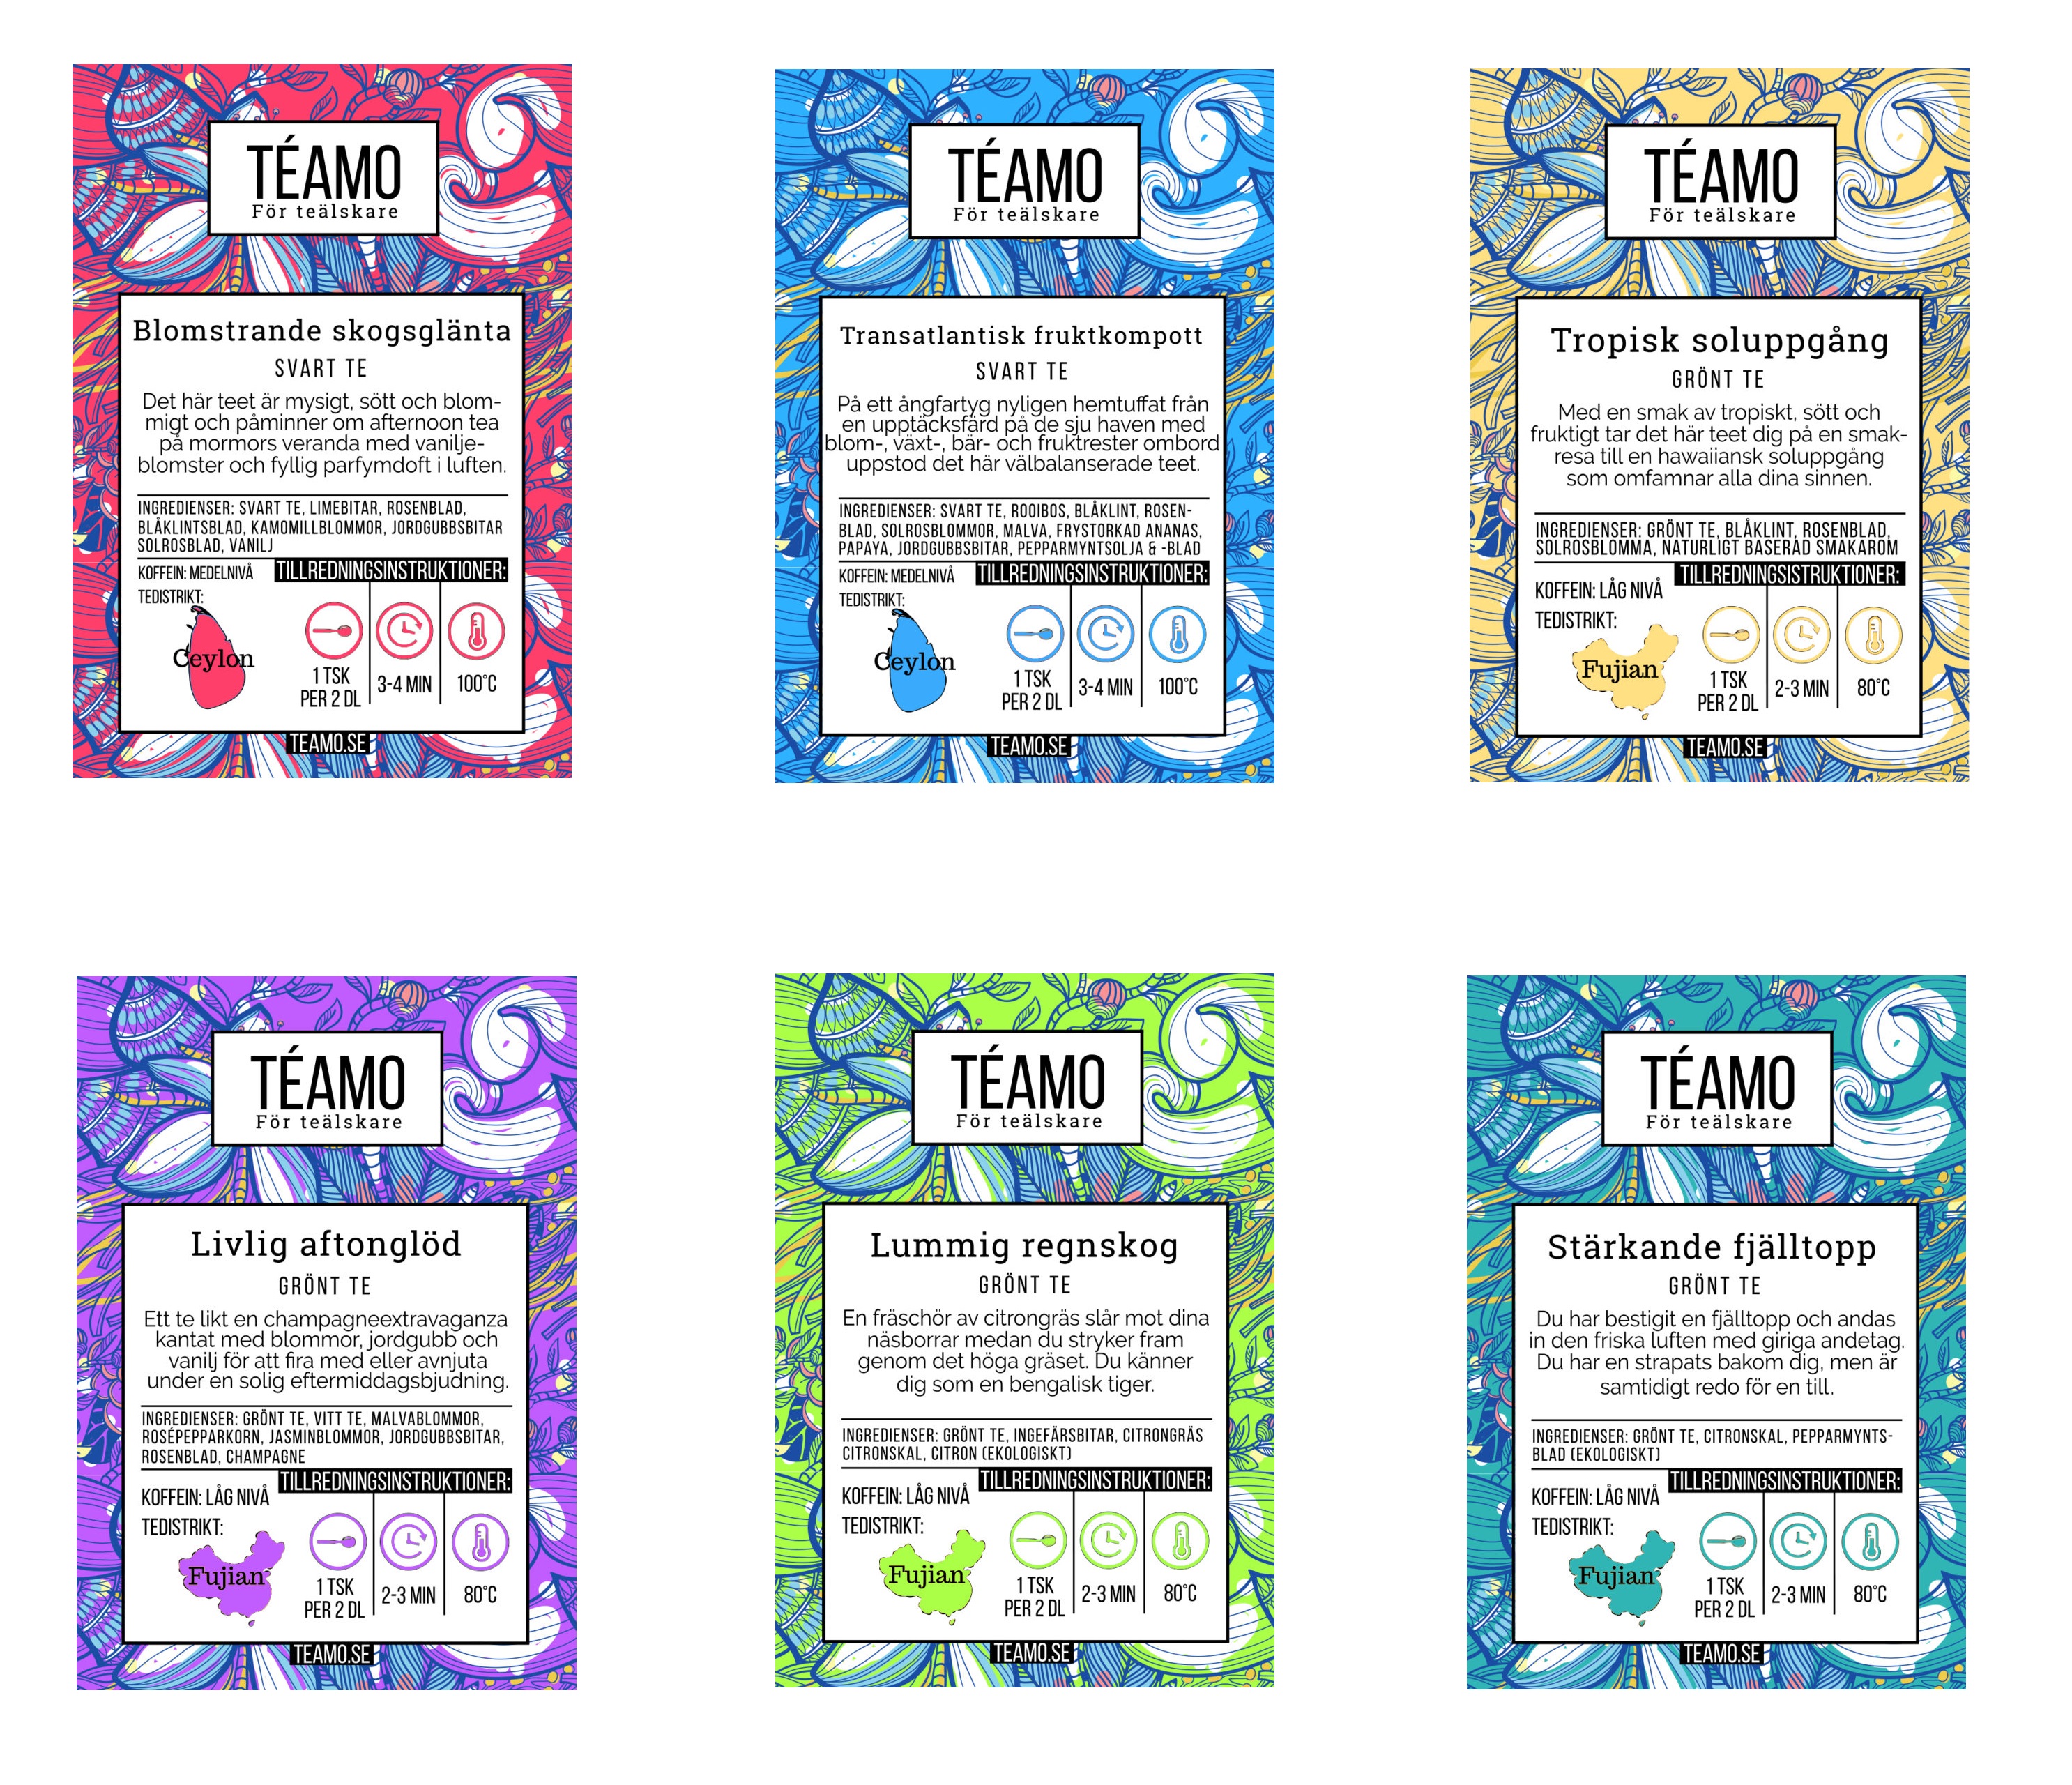 TÉAMO
För teälskare
Blomstrande skogsglänta
SVART TE
Det här teet är mysigt, sött och blom-
migt och påminner om afternoon tea
på mormors veranda med vanilje-
blomster och fyllig parfymdoft i luften.
INGREDIENSER: SVART TE, LIMEBITAR, ROSENBLAD,
BLÅKLINTSBLAD, KAMOMILLBLOMMOR, JORDGUBBSBITAR
SOLROSBLAD, VANILJ
KOFFEIN: MEDELNIVÅ
TILLREDNINGSINSTRUKTIONER:
TEDISTRIKT:
Ceylon
1 TSK
PER 2 DL
3-4 MIN
100°C
TEAMO.SE
TÉAMO
För teälskare
Transatlantisk fruktkompott
SVART TE
På ett ångfartyg nyligen hemtuffat från
en upptäcksfärd på de sju haven med
blom-, växt-, bär- och fruktrester ombord
uppstod det här välbalanserade teet.
INGREDIENSER: SVART TE, ROOIBOS, BLÅKLINT, ROSEN-
BLAD, SOLROSBLOMMOR, MALVA, FRYSTORKAD ANANAS,
PAPAYA, JORDGUBBSBITAR, PEPPARMYNTSOLJA & -BLAD
KOFFEIN: MEDELNIVÅ
TILLREDNINGSINSTRUKTIONER:
TEDISTRIKT:
Ceylon
1 TSK
PER 2 DL
3-4 MIN
100°C
TEAMO.SE
TÉAMO
För teälskare
Tropisk soluppgång
GRÖNT TE
Med en smak av tropiskt, sött och
fruktigt tar det här teet dig på en smak-
resa till en hawaiiansk soluppgång
som omfamnar alla dina sinnen.
INGREDIENSER: GRÖNT TE, BLÅKLINT, ROSENBLAD,
SOLROSBLOMMA, NATURLIGT BASERAD SMAKAROM
TILLREDNINGSISTRUKTIONER:
KOFFEIN: LÅG NIVÅ
TEDISTRIKT:
Fujian
1 TSK
PER 2 DL
2-3 MIN
80°C
TEAMO.SE
TÉAMO
För teälskare
Livlig aftonglöd
GRÖNT TE
Ett te likt en champagneextravaganza
kantat med blommor, jordgubb och
vanilj för att fira med eller avnjuta
under en solig eftermiddagsbjudning.
INGREDIENSER: GRÖNT TE, VITT TE, MALVABLOMMOR,
ROSÉPEPPARKORN, JASMINBLOMMOR, JORDGUBBSBITAR,
ROSENBLAD, CHAMPAGNE
TILLREDNINGSINSTRUKTIONER:
KOFFEIN: LÅG NIVÅ
TEDISTRIKT:
Fujian
1 TSK
PER 2 DL
2-3 MIN
80°C
TEAMO.SE
TÉAMO
För teälskare
Lummig regnskog
GRÖNT TE
En fräschör av citrongräs slår mot dina
näsborrar medan du stryker fram
genom det höga gräset. Du känner
dig som en bengalisk tiger.
INGREDIENSER: GRÖNT TE, INGEFÄRSBITAR, CITRONGRÄS
CITRONSKAL, CITRON (EKOLOGISKT)
TILLREDNINGSINSTRUKTIONER:
KOFFEIN: LÅG NIVÅ
TEDISTRIKT:
Fujian
1 TSK
PER 2 DL
2-3 MIN
80°C
TEAMO.SE
TÉAMO
För teälskare
Stärkande fjälltopp
GRÖNT TE
Du har bestigit en fjälltopp och andas
in den friska luften med giriga andetag.
Du har en strapats bakom dig, men är
samtidigt redo för en till.
INGREDIENSER: GRÖNT TE, CITRONSKAL, PEPPARMYNTS-
BLAD (EKOLOGISKT)
TILLREDNINGSINSTRUKTIONER:
KOFFEIN: LÅG NIVÅ
TEDISTRIKT:
Fujian
1 TSK
PER 2 DL
2-3 MIN
80°C
TEAMO.SE